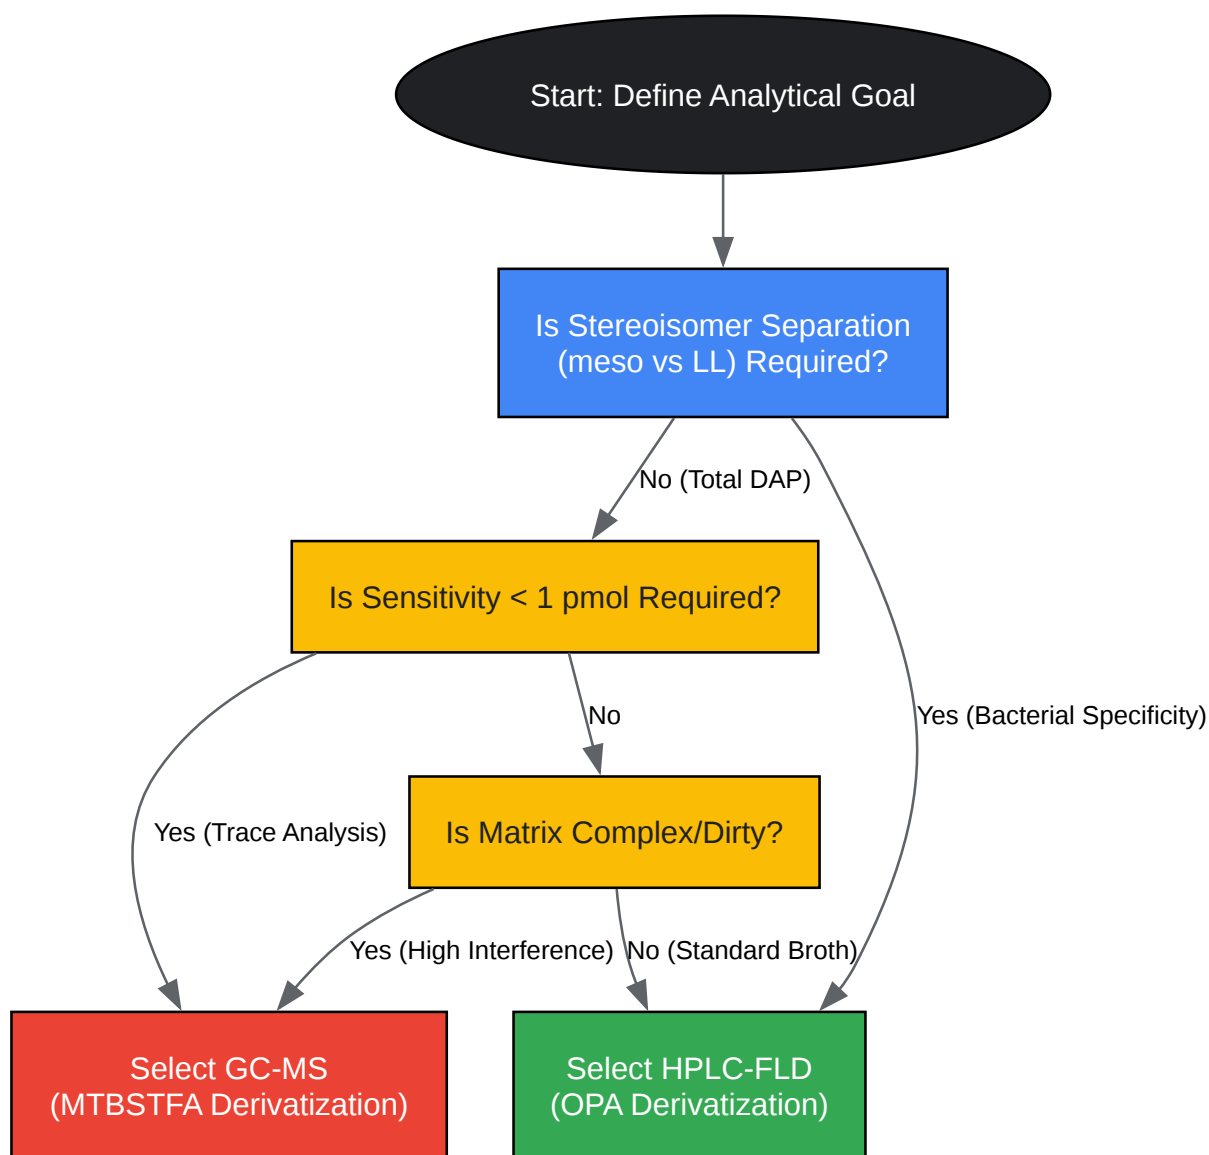 Start: Define Analytical Goal
Is Stereoisomer Separation
(meso vs LL) Required?
No (Total DAP)
Is Sensitivity < 1 pmol Required?
No
Yes (Bacterial Specificity)
Yes (Trace Analysis)
Is Matrix Complex/Dirty?
Yes (High Interference)
No (Standard Broth)
Select GC-MS
(MTBSTFA Derivatization)
Select HPLC-FLD
(OPA Derivatization)